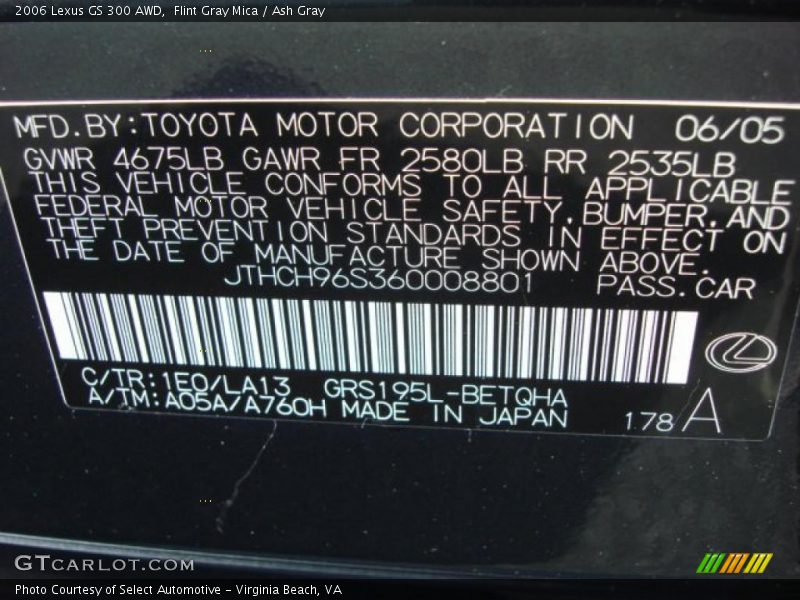 2006 Lexus GS 300 AWD,  Flint Gray Mica / Ash Gray
MFD.BY:TOYOTA MOTOR CORPORATION 06/05
GVWR 4675LB GAWR FR 2580LB RR 2535LB
THIS VEHICLE CONFORMS TO ALL APPLICABLE
FEDERAL MOTOR VEHICLE SAFETY,BUMPER,AND
THEFT PREVENTION STANDARDS IN EFFECT ON
THE DATE OF MANUFACTURE SHOWN ABOVE.
JTHCH96S360008801 PASS.CAR
C/TR:1E0/LA13 GRS195L-BETQHA
A/TM:A05A/A760H MADE IN JAPAN
1.78 A
GTCARLOT.COM
Photo Courtesy of Select Automotive - Virginia Beach, VA